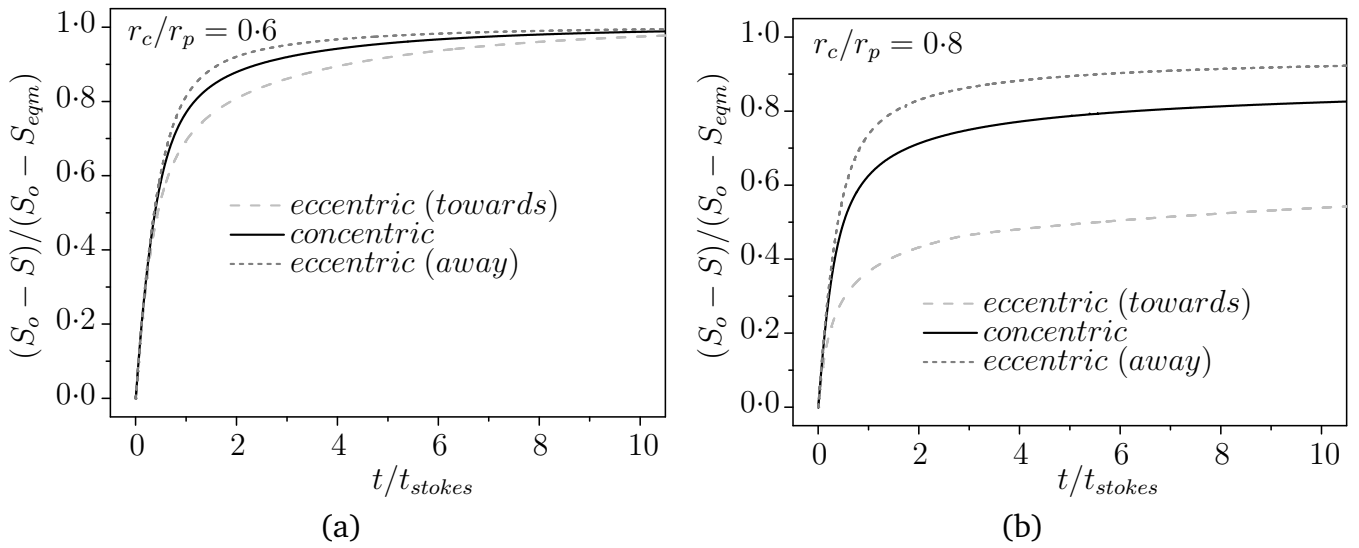 r_c/r_p = 0·6
(S_o − S)/(S_o − S_eqm)
1·0
0·8
0·6
0·4
0·2
0·0
eccentric (towards)
concentric
eccentric (away)
0 2 4 6 8 10
t/t_stokes
(a)
r_c/r_p = 0·8
(S_o − S)/(S_o − S_eqm)
1·0
0·8
0·6
0·4
0·2
0·0
eccentric (towards)
concentric
eccentric (away)
0 2 4 6 8 10
t/t_stokes
(b)